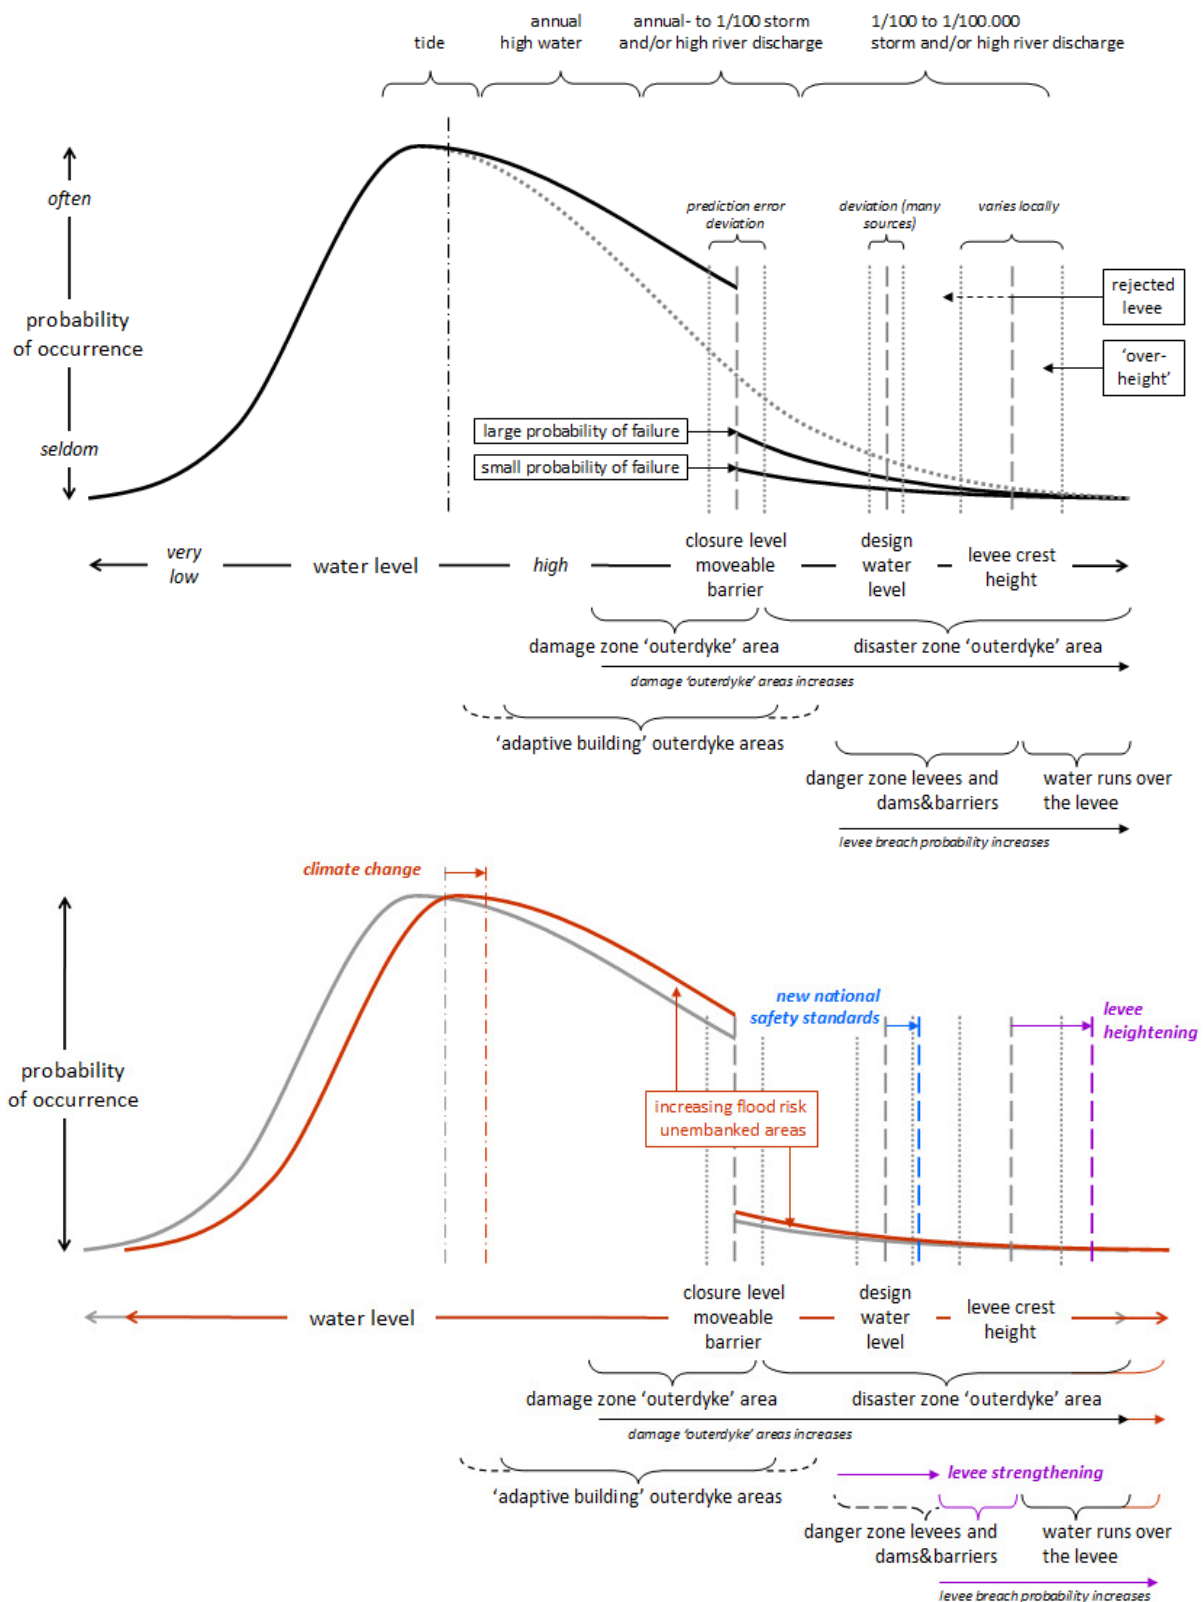 tide
annual
high water
annual- to 1/100 storm
and/or high river discharge
1/100 to 1/100.000
storm and/or high river discharge
often
probability
of occurrence
seldom
prediction error
deviation
deviation (many
sources)
varies locally
rejected
levee
'over-
height'
large probability of failure
small probability of failure
very
low
water level
high
closure level
moveable
barrier
design
water
level
levee crest
height
damage zone 'outerdyke' area
disaster zone 'outerdyke' area
damage 'outerdyke' areas increases
'adaptive building' outerdyke areas
danger zone levees and
dams&barriers
water runs over
the levee
levee breach probability increases
climate change
probability
of occurrence
new national
safety standards
levee
heightening
increasing flood risk
unembanked areas
water level
closure level
moveable
barrier
design
water
level
levee crest
height
damage zone 'outerdyke' area
disaster zone 'outerdyke' area
damage 'outerdyke' areas increases
'adaptive building' outerdyke areas
levee strengthening
danger zone levees and
dams&barriers
water runs over
the levee
levee breach probability increases